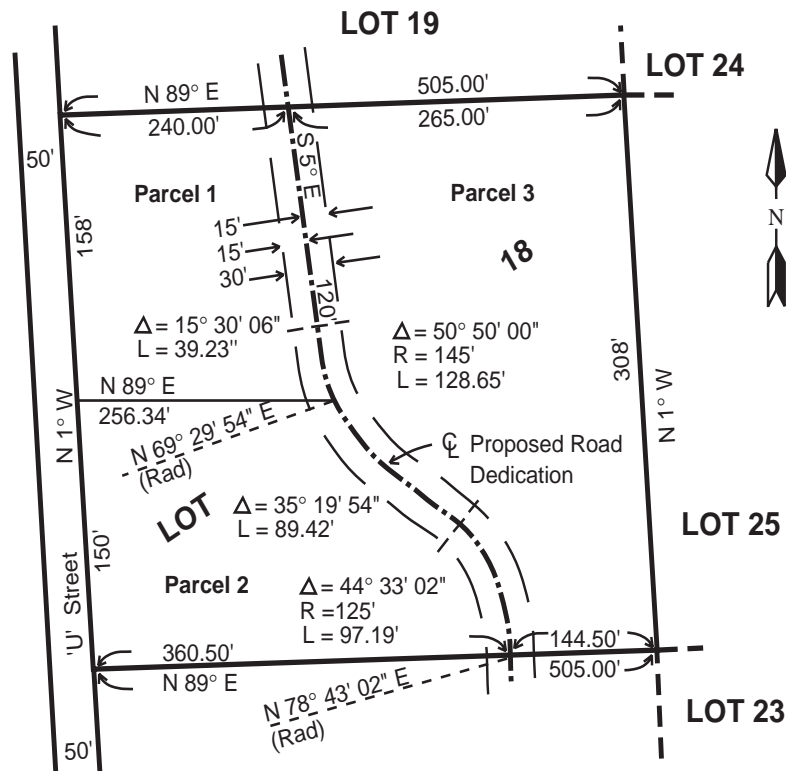 LOT 19
LOT 24
N 89° E
505.00'
240.00'
265.00'
50'
S 5° E
Parcel 1
Parcel 3
N
158'
15'
15'
30'
18
120'
Δ = 15° 30' 06"
L = 39.23"
Δ = 50° 50' 00"
R = 145'
L = 128.65'
308'
N 1° W
N 89° E
256.34'
N 1° W
N 69° 29' 54" E
(Rad)
℄ Proposed Road
Dedication
LOT
Δ = 35° 19' 54"
L = 89.42'
LOT 25
150'
'U' Street
Parcel 2
Δ = 44° 33' 02"
R =125'
L = 97.19'
360.50'
144.50'
N 89° E
505.00'
N 78° 43' 02" E
(Rad)
LOT 23
50'